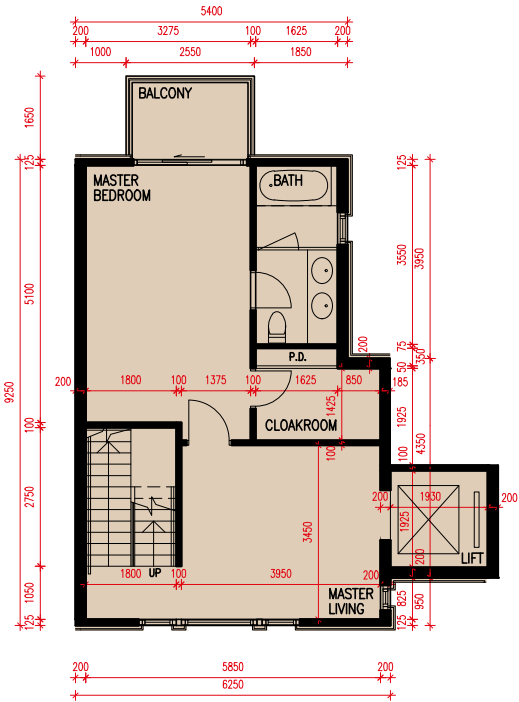 5400
200 3275 100 1625 200
1000 2550 1850
BALCONY
1650
125
125
MASTER
BEDROOM
BATH
3550
3950
5100
9250
75
350
50
200
P.D.
200 1800 100 1375 100 1625 850 185
1425
1925
CLOAKROOM
100
100
100
4350
2750
3450
200 1930 200
1925
200
LIFT
UP
1800 100 3950 200
MASTER
LIVING
1050
825
950
125
125
200 5850 200
6250